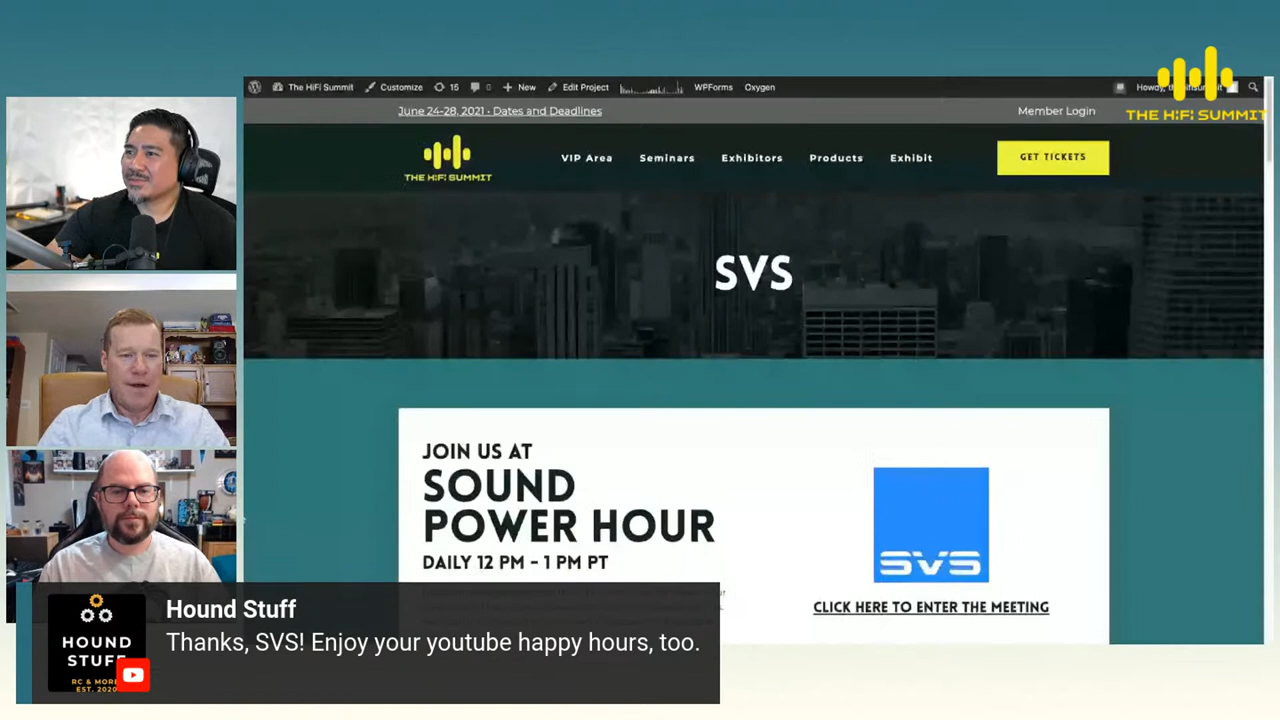 The HiFi Summit Customize 15 0 New Edit Project WPForms Oxygen
June 24-28, 2021 • Dates and Deadlines Member Login
THE HIFI SUMMIT
THE HIFI SUMMIT
VIP Area Seminars Exhibitors Products Exhibit
GET TICKETS
SVS
JOIN US AT
SOUND
POWER HOUR
DAILY 12 PM - 1 PM PT
SVS
CLICK HERE TO ENTER THE MEETING
HOUND
STUFF
RC & MORE
EST. 2020
Hound Stuff
Thanks, SVS! Enjoy your youtube happy hours, too.